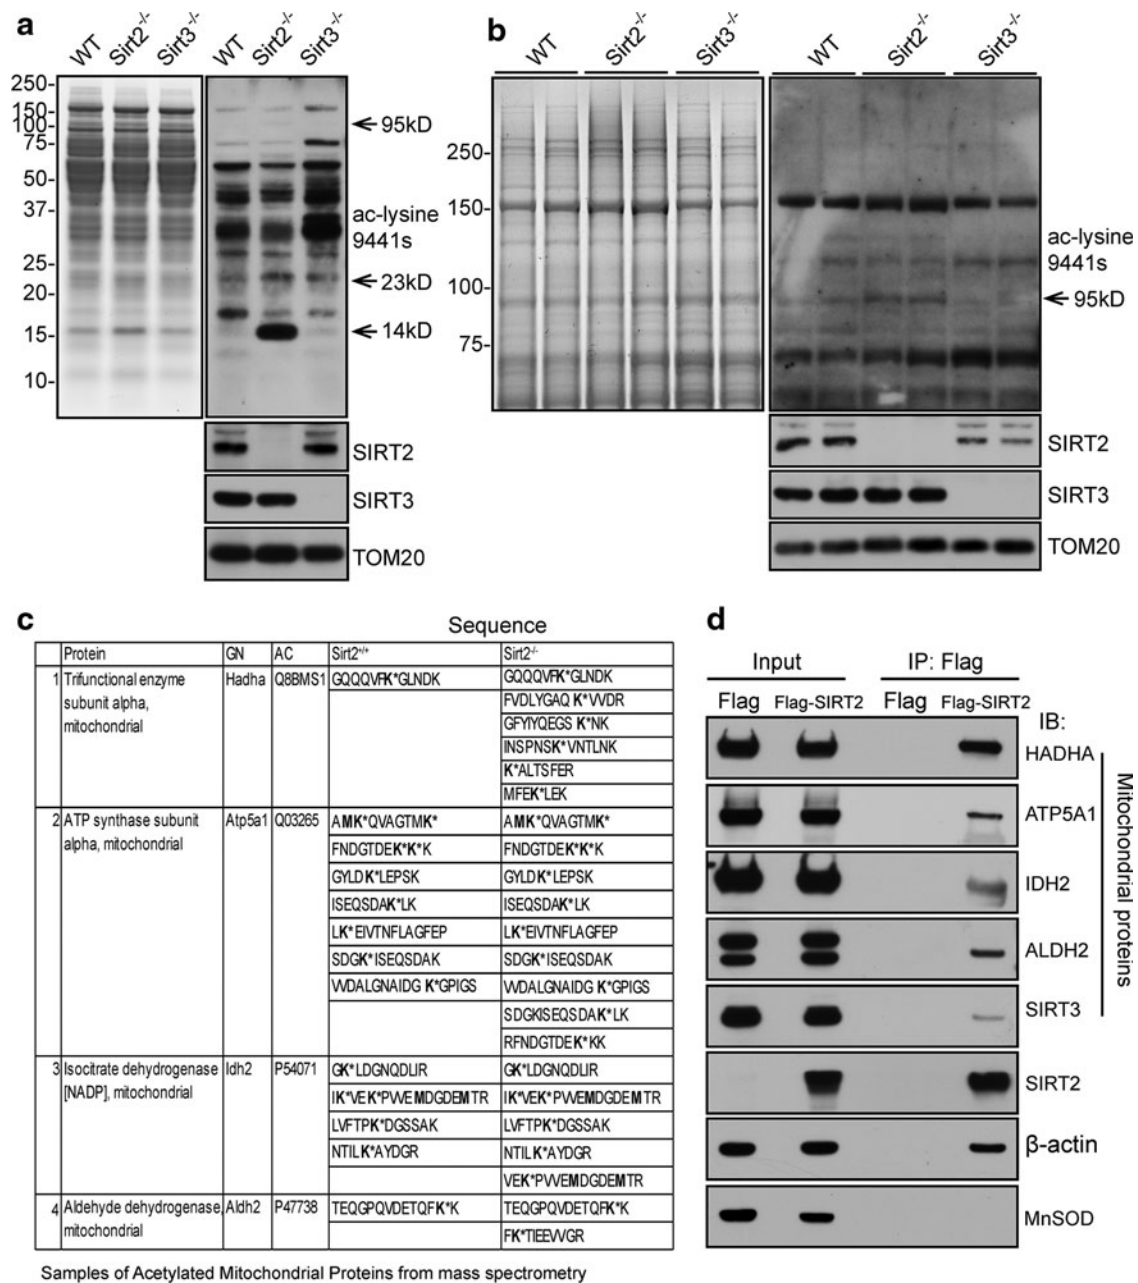 a
WT Sirt2-/- Sirt3-/- WT Sirt2-/- Sirt3-/-
250
150
100
75
50
37
25
20
15
10
95kD
ac-lysine
9441s
23kD
14kD
SIRT2
SIRT3
TOM20
b
WT Sirt2-/- Sirt3-/- WT Sirt2-/- Sirt3-/-
250
150
100
75
ac-lysine
9441s
95kD
SIRT2
SIRT3
TOM20
c
Sequence
Protein GN AC Sirt2+/+ Sirt2-/-
1 Trifunctional enzyme subunit alpha, mitochondrial Hadha Q8BMS1 GQQQVFK*GLNDK GQQQVFK*GLNDK
FVDLYGAQ K*VVDR
GFYIYQEGS K*NK
INSPNSK*VNTLNK
K*ALTSFER
MFEK*LEK
2 ATP synthase subunit alpha, mitochondrial Atp5a1 Q03265 AMK*QVAGTMK* AMK*QVAGTMK*
FNDGTDEK*K*K FNDGTDEK*K*K
GYLDK*LEPSK GYLDK*LEPSK
ISEQSDAK*LK ISEQSDAK*LK
LK*EIVTNFLAGFEP LK*EIVTNFLAGFEP
SDGK*ISEQSDAK SDGK*ISEQSDAK
VVDALGNAIDG K*GPIGS VVDALGNAIDG K*GPIGS
SDGKISEQSDAK*LK
RFNDGTDEK*KK
3 Isocitrate dehydrogenase [NADP], mitochondrial Idh2 P54071 GK*LDGNQDLIR GK*LDGNQDLIR
IK*VEK*PVVEMDGDEMTR IK*VEK*PVVEMDGDEMTR
LVFTPK*DGSSAK LVFTPK*DGSSAK
NTILK*AYDGR NTILK*AYDGR
VEK*PVVEMDGDEMTR
4 Aldehyde dehydrogenase, mitochondrial Aldh2 P47738 TEQGPQVDETQFK*K TEQGPQVDETQFK*K
FK*TIEEVVGR
Samples of Acetylated Mitochondrial Proteins from mass spectrometry
d
Input IP: Flag
Flag Flag-SIRT2 Flag Flag-SIRT2
IB:
HADHA
ATP5A1
IDH2
ALDH2
SIRT3
Mitochondrial proteins
SIRT2
β-actin
MnSOD